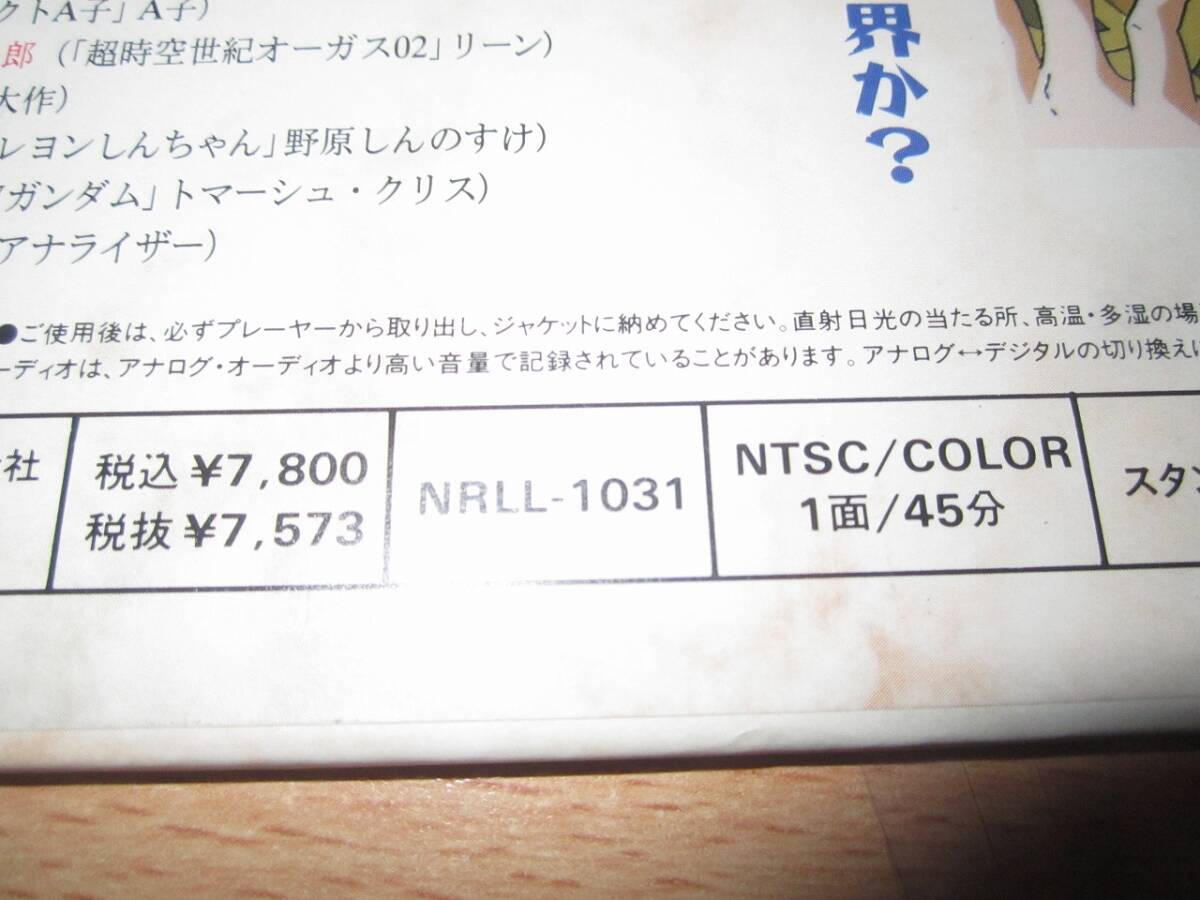 クトA子」A子）
郎（「超時空世紀オーガス02」リーン）
大作）
レヨンしんちゃん」野原しんのすけ）
ガンダム」トマーシュ・クリス）
アナライザー）
界か？
●ご使用後は、必ずプレーヤーから取り出し、ジャケットに納めてください。直射日光の当たる所、高温・多湿の場
ーディオは、アナログ・オーディオより高い音量で記録されていることがあります。アナログ↔デジタルの切り換えに
社
税込￥7,800
税抜￥7,573
NRLL-1031
NTSC/COLOR
1面/45分
スタン